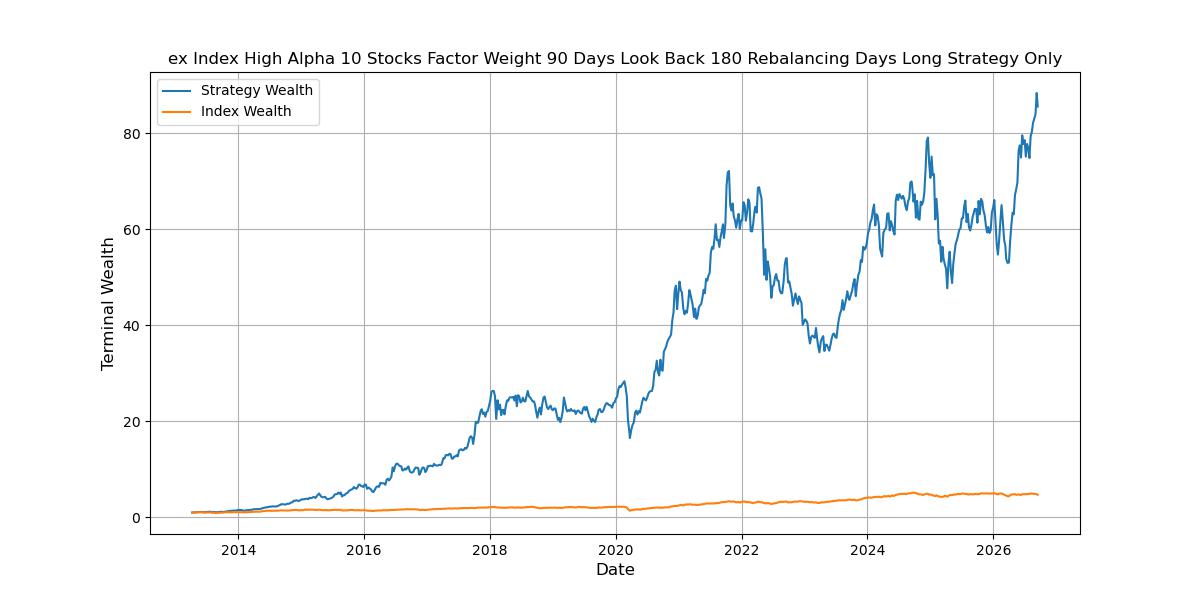 ex Index High Alpha 10 Stocks Factor Weight 90 Days Look Back 180 Rebalancing Days Long Strategy Only
Strategy Wealth
Index Wealth
Terminal Wealth
80
60
40
20
0
2014 2016 2018 2020 2022 2024 2026
Date